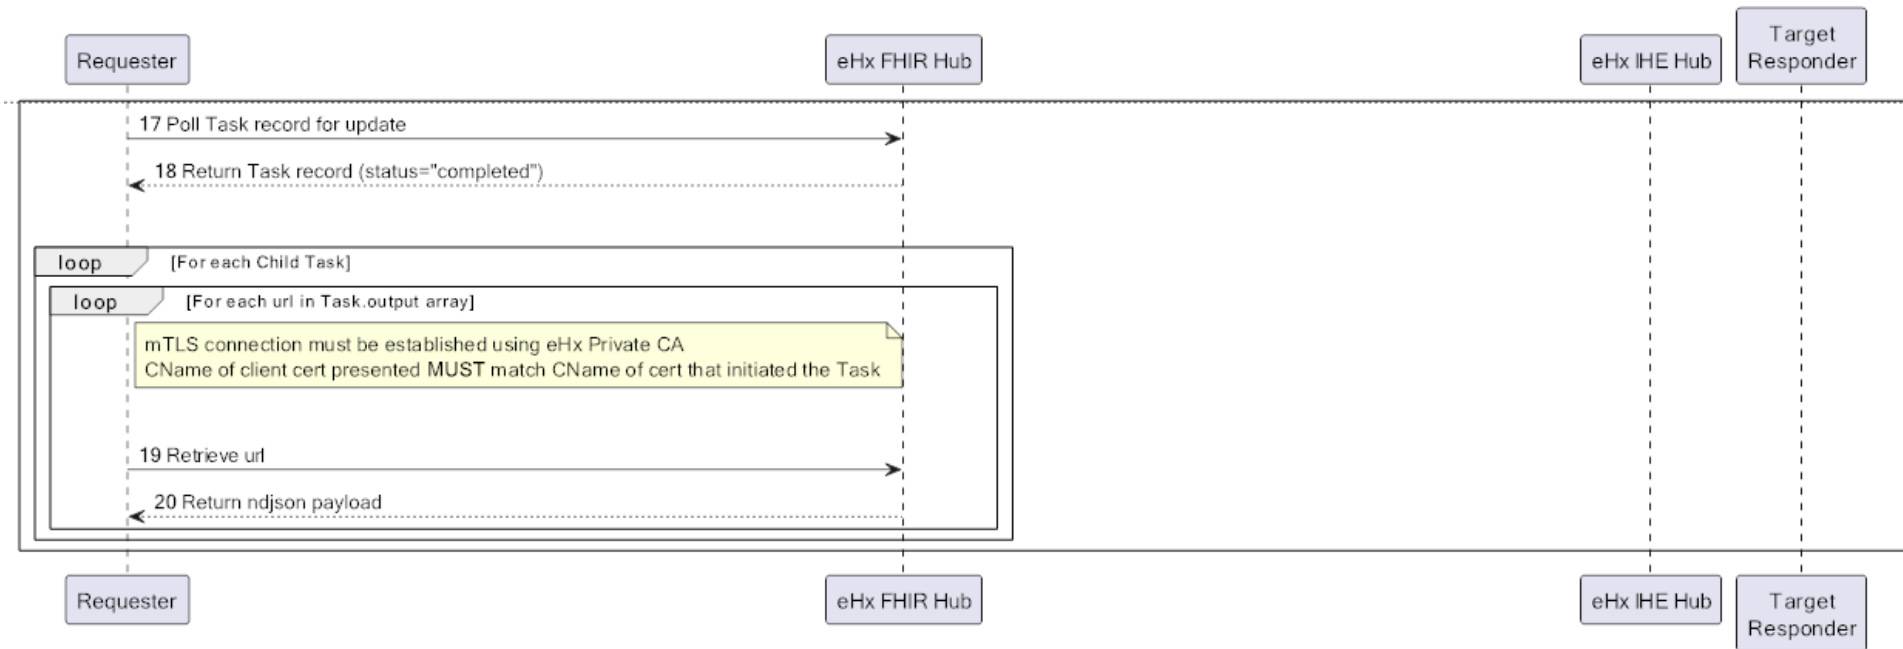 Target
Requester
eHx FHIR Hub
eHx IHE Hub
Responder
17 Poll Task record for update
18 Return Task record (status="completed")
loop
[For each Child Task]
loop
[For each url in Task.output array]
mTLS connection must be established using eHx Private CA
CName of client cert presented MUST match CName of cert that initiated the Task
19 Retrieve url
20 Return ndjson payload
Requester
eHx FHIR Hub
eHx IHE Hub
Target
Responder